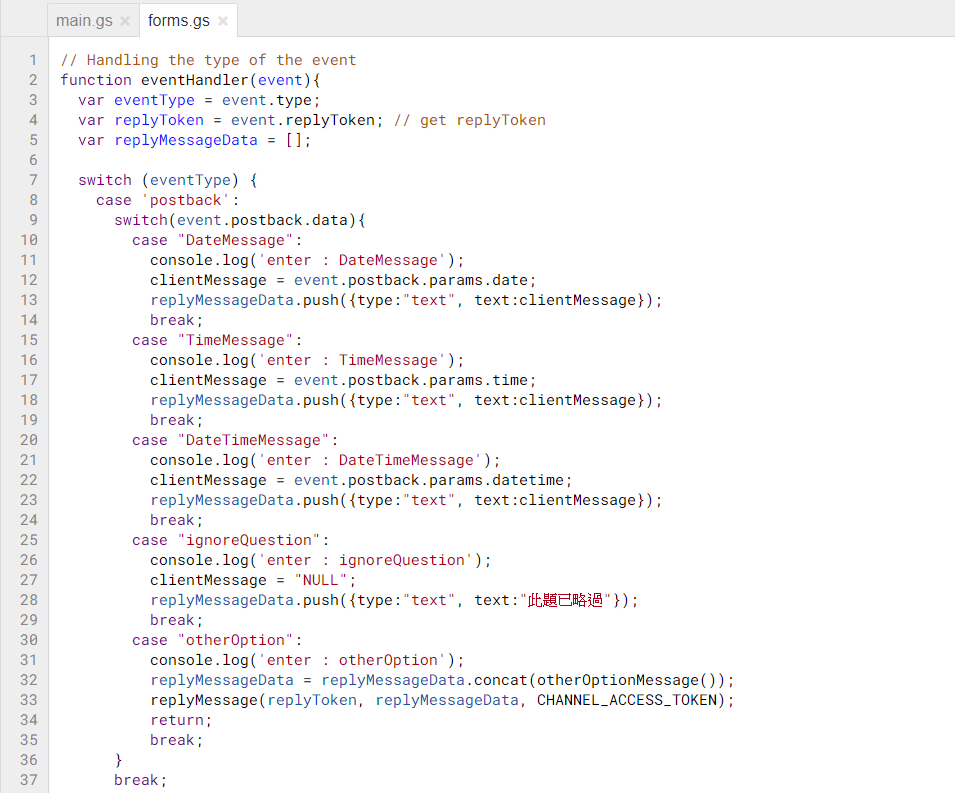 main.gs × forms.gs ×
1 // Handling the type of the event
2 function eventHandler(event){
3   var eventType = event.type;
4   var replyToken = event.replyToken; // get replyToken
5   var replyMessageData = [];
6
7   switch (eventType) {
8     case 'postback':
9       switch(event.postback.data){
10         case "DateMessage":
11           console.log('enter : DateMessage');
12           clientMessage = event.postback.params.date;
13           replyMessageData.push({type:"text", text:clientMessage});
14           break;
15         case "TimeMessage":
16           console.log('enter : TimeMessage');
17           clientMessage = event.postback.params.time;
18           replyMessageData.push({type:"text", text:clientMessage});
19           break;
20         case "DateTimeMessage":
21           console.log('enter : DateTimeMessage');
22           clientMessage = event.postback.params.datetime;
23           replyMessageData.push({type:"text", text:clientMessage});
24           break;
25         case "ignoreQuestion":
26           console.log('enter : ignoreQuestion');
27           clientMessage = "NULL";
28           replyMessageData.push({type:"text", text:"此題已略過"});
29           break;
30         case "otherOption":
31           console.log('enter : otherOption');
32           replyMessageData = replyMessageData.concat(otherOptionMessage());
33           replyMessage(replyToken, replyMessageData, CHANNEL_ACCESS_TOKEN);
34           return;
35           break;
36       }
37       break;